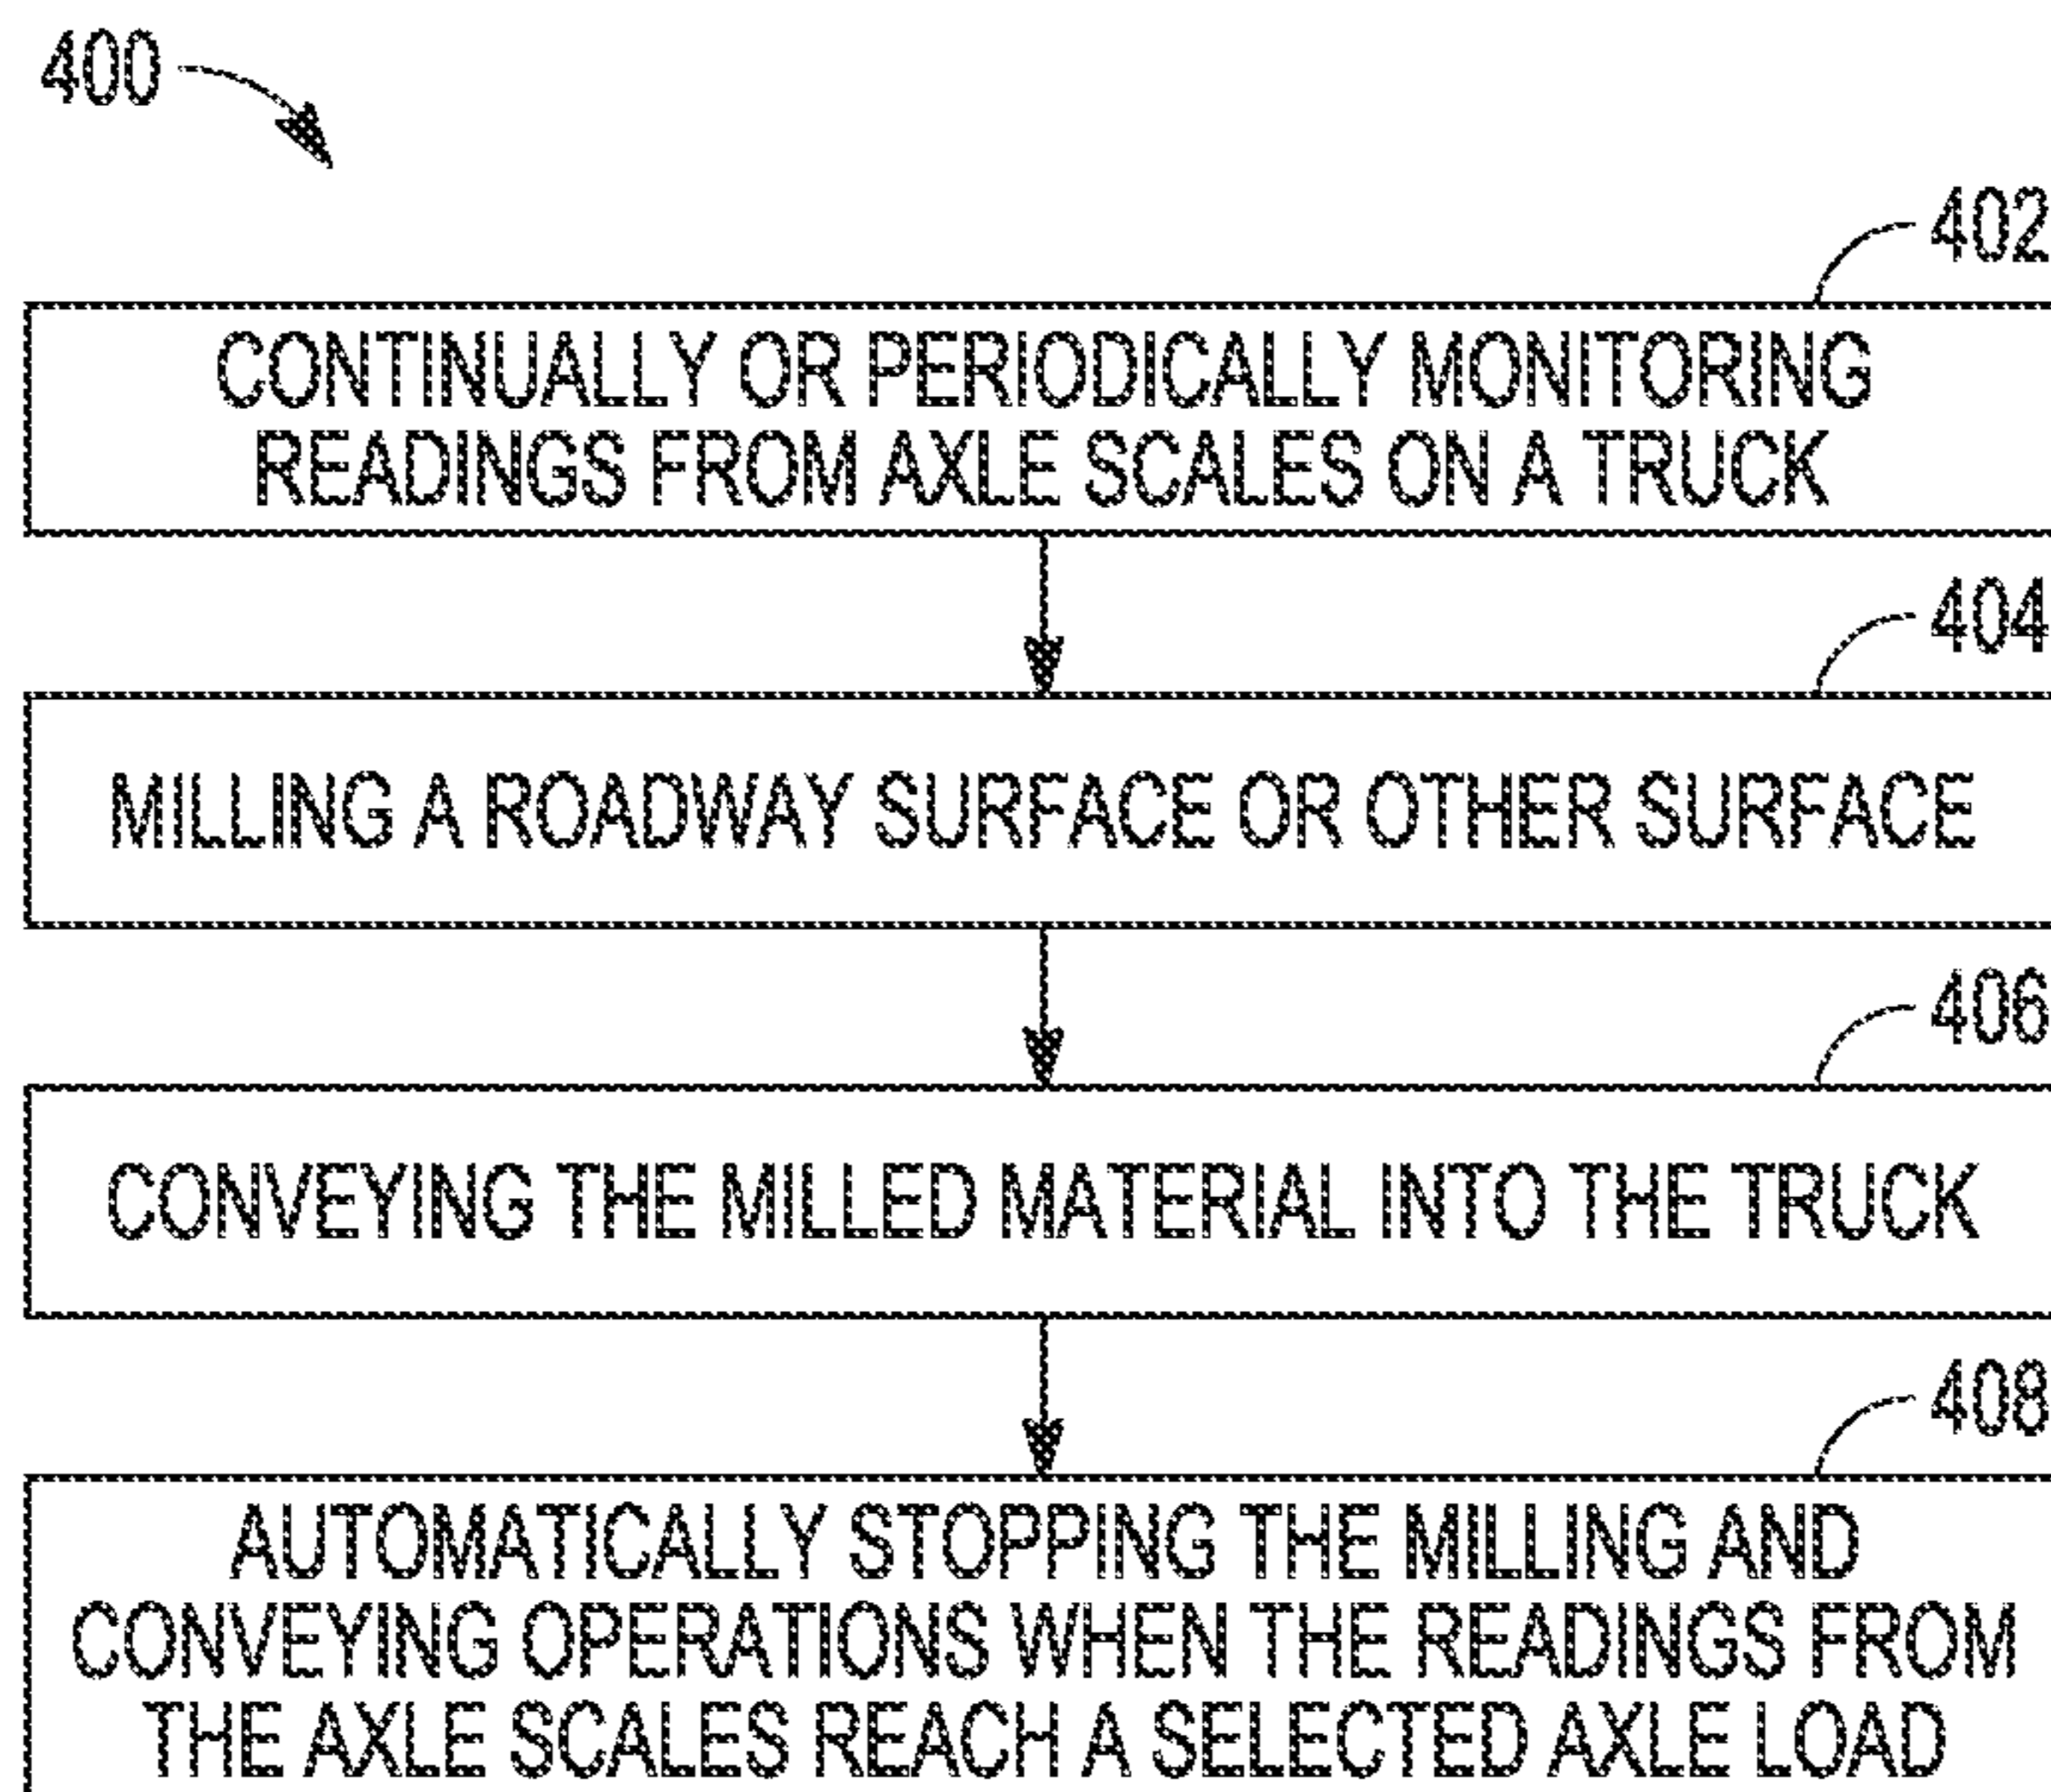 400
402
CONTINUALLY OR PERIODICALLY MONITORING
READINGS FROM AXLE SCALES ON A TRUCK
404
MILLING A ROADWAY SURFACE OR OTHER SURFACE
406
CONVEYING THE MILLED MATERIAL INTO THE TRUCK
408
AUTOMATICALLY STOPPING THE MILLING AND
CONVEYING OPERATIONS WHEN THE READINGS FROM
THE AXLE SCALES REACH A SELECTED AXLE LOAD